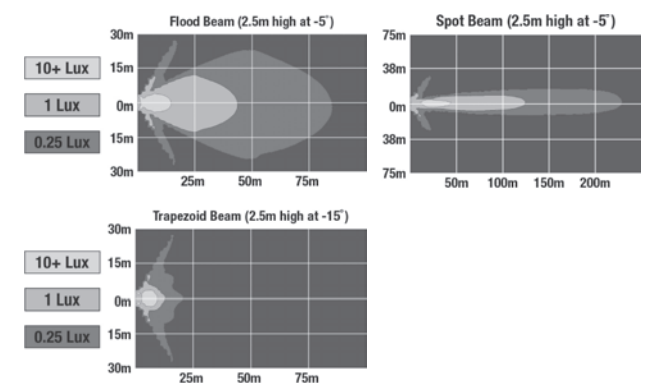 Flood Beam (2.5m high at -5˚)
30m
15m
0m
15m
30m
25m 50m 75m
10+ Lux
1 Lux
0.25 Lux
Spot Beam (2.5m high at -5˚)
75m
38m
0m
38m
75m
50m 100m 150m 200m
Trapezoid Beam (2.5m high at -15˚)
30m
15m
0m
15m
30m
25m 50m 75m
10+ Lux
1 Lux
0.25 Lux